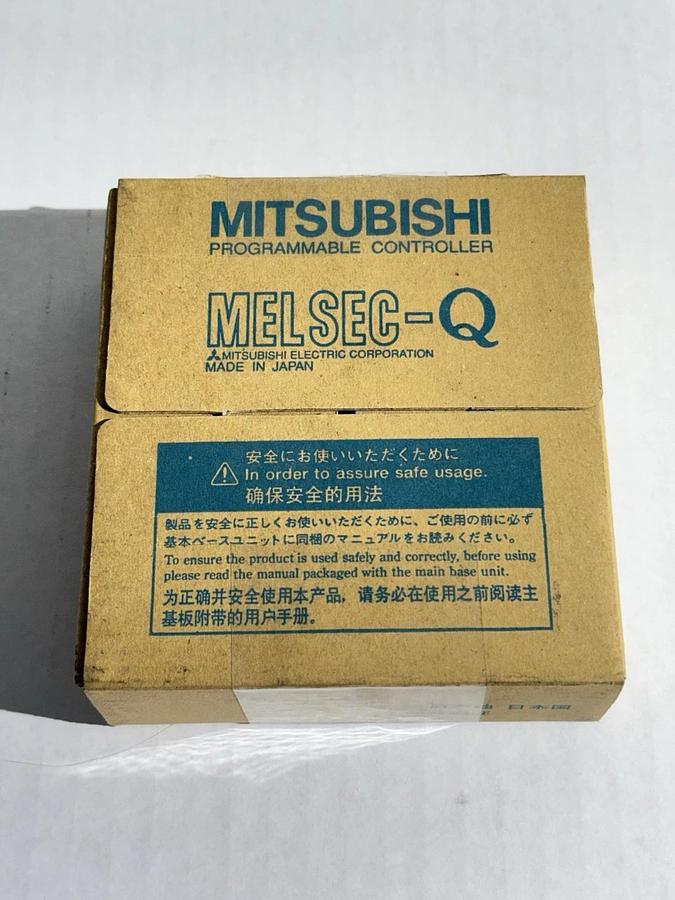 MITSUBISHI
PROGRAMMABLE CONTROLLER
MELSEC-Q
MITSUBISHI ELECTRIC CORPORATION
MADE IN JAPAN
安全にお使いいただくために
In order to assure safe usage.
确保安全的用法
製品を安全に正しくお使いいただくために、ご使用の前に必ず
基本ベースユニットに同梱のマニュアルをお読みください。
To ensure the product is used safely and correctly, before using
please read the manual packaged with the main base unit.
为正确并安全使用本产品，请务必在使用之前阅读主
基板附带的用户手册。
日本国